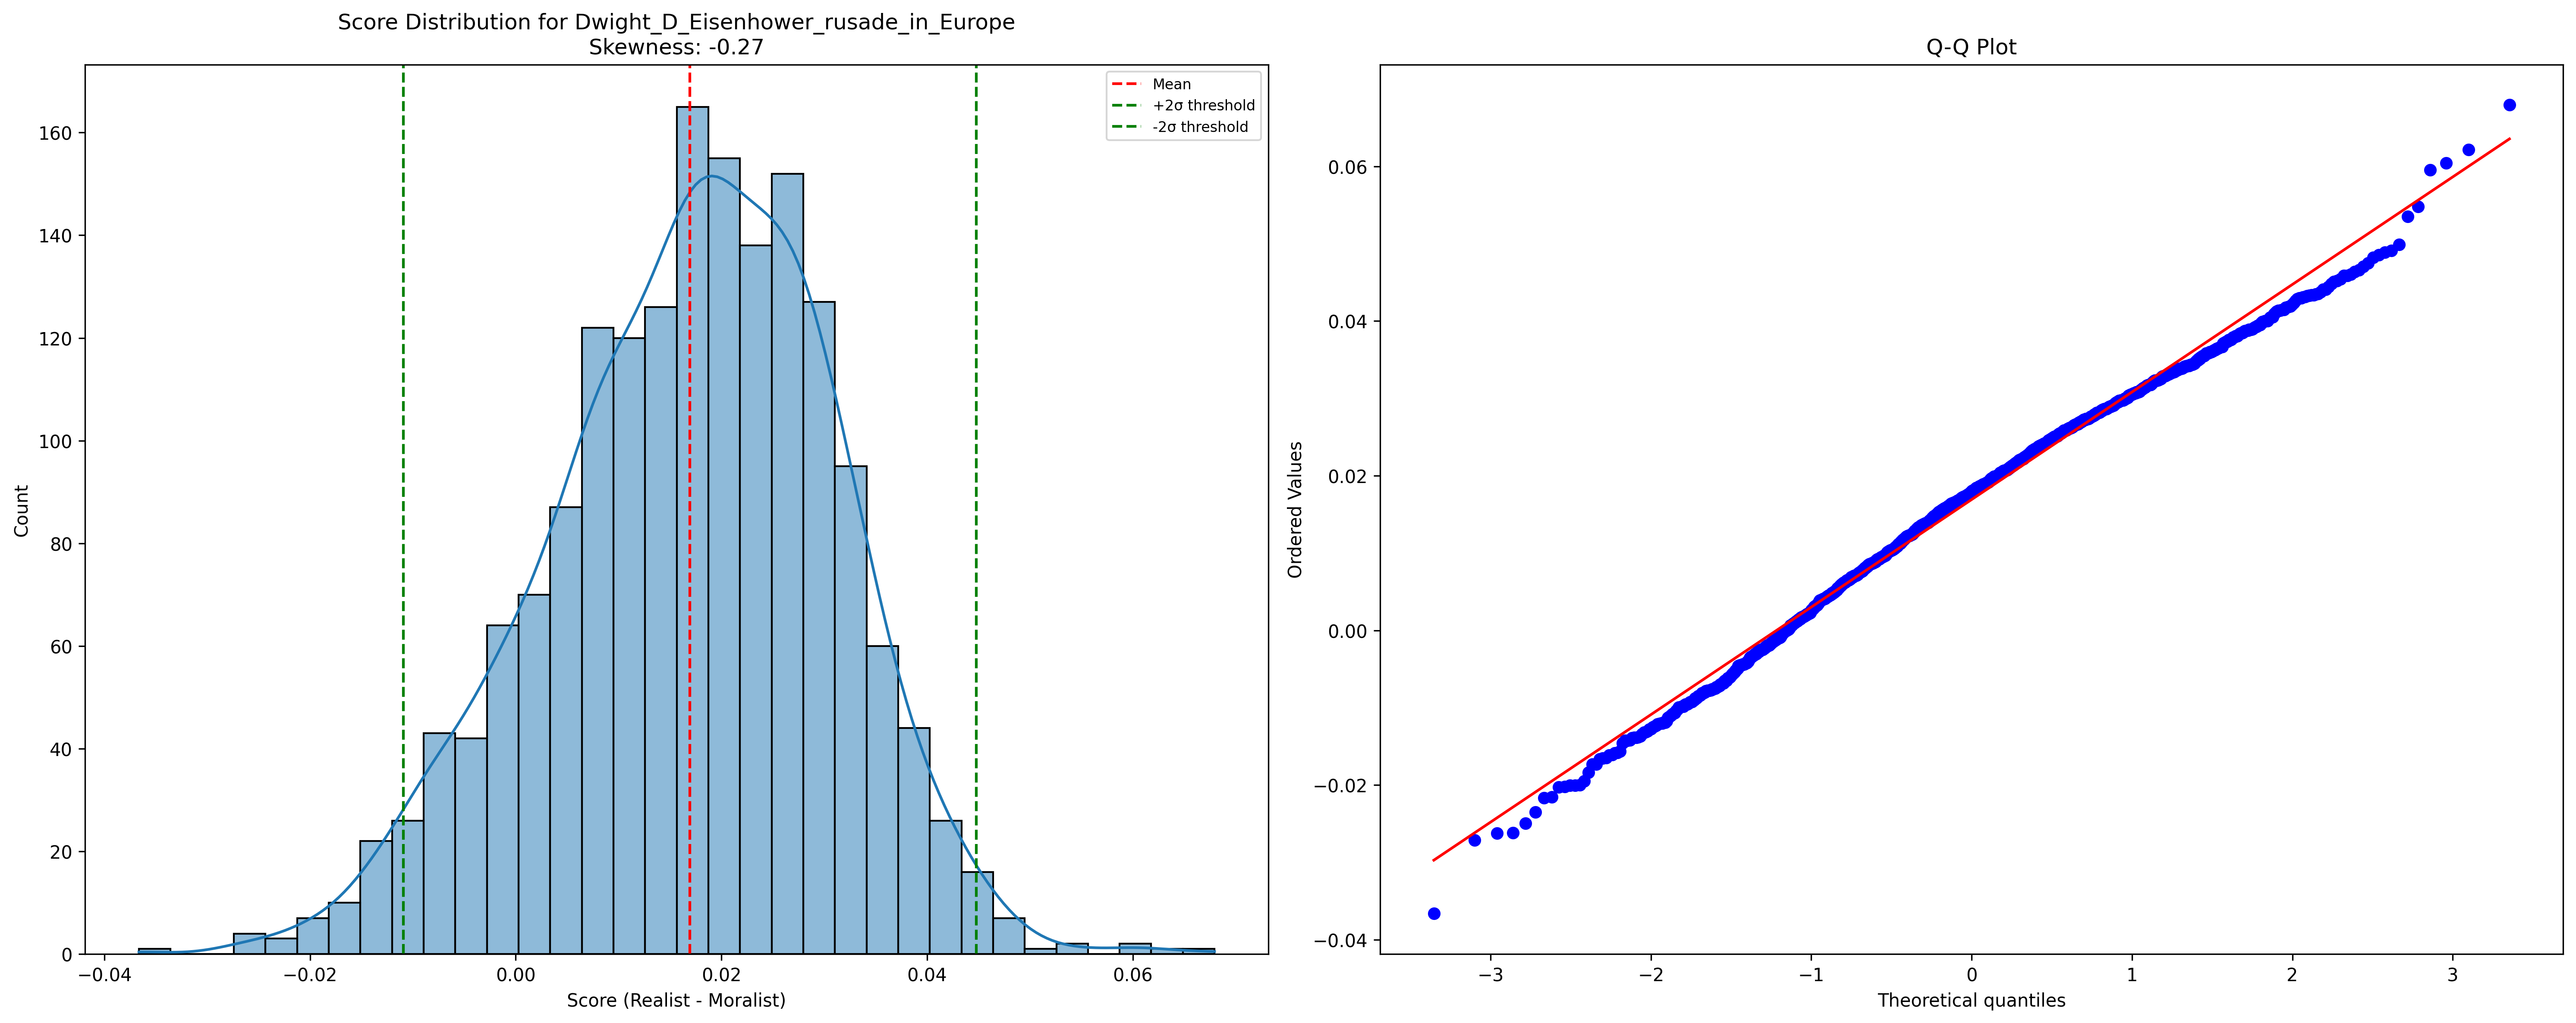 Score Distribution for Dwight_D_Eisenhower_rusade_in_Europe
Skewness: -0.27
Mean
+2σ threshold
-2σ threshold
160
140
120
100
80
60
40
20
0
Count
−0.04
−0.02
0.00
0.02
0.04
0.06
Score (Realist - Moralist)
Q-Q Plot
0.06
0.04
0.02
0.00
−0.02
−0.04
Ordered Values
−3
−2
−1
0
1
2
3
Theoretical quantiles